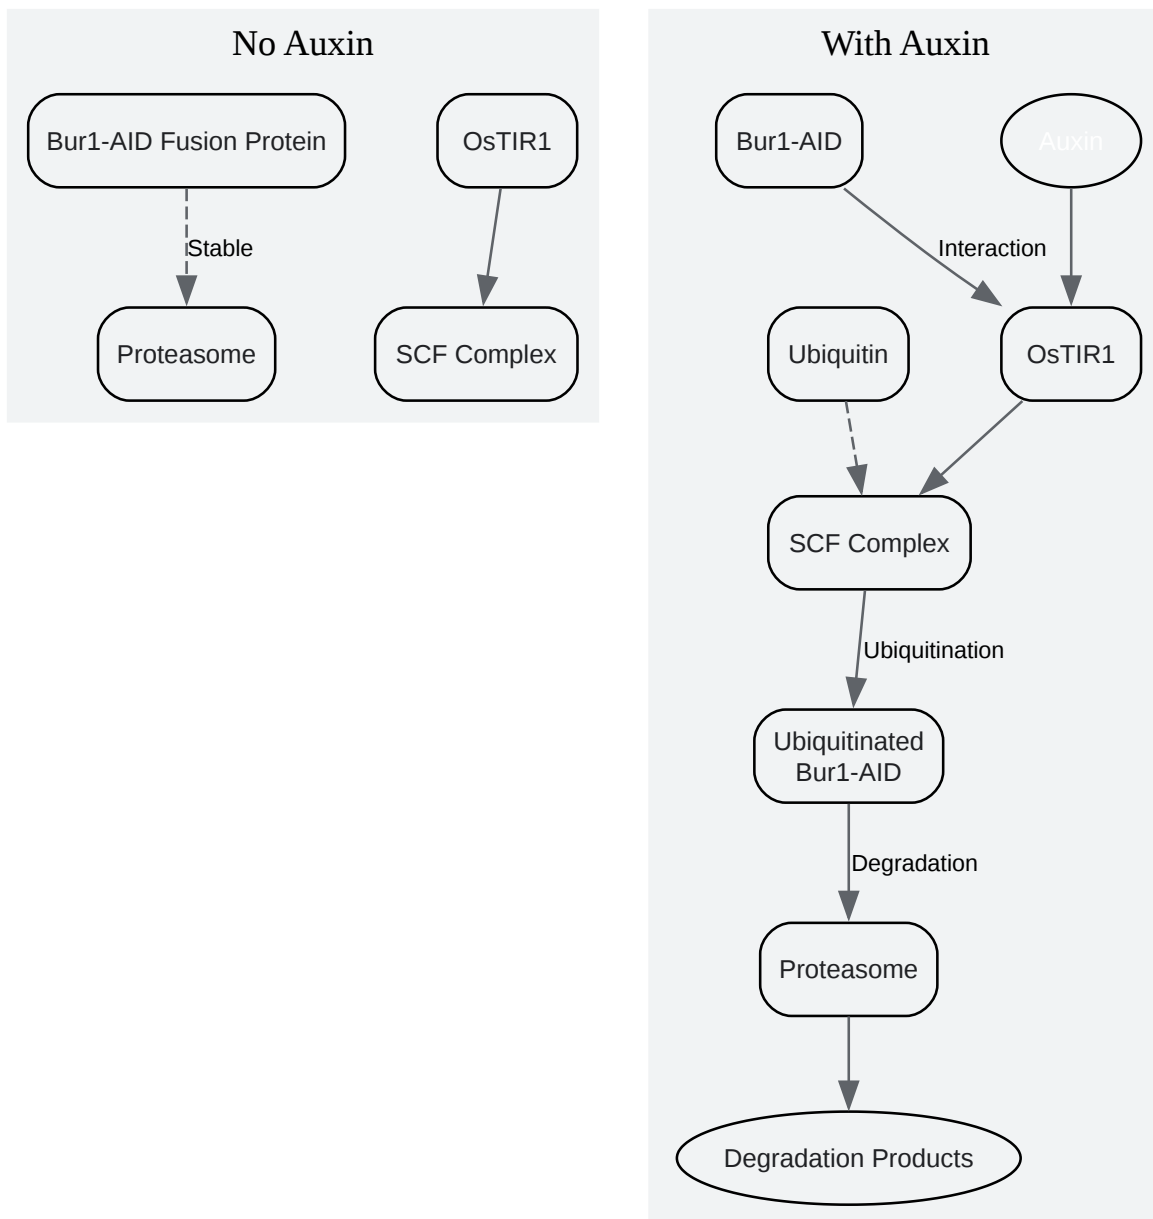 No Auxin
Bur1-AID Fusion Protein
OsTIR1
Stable
Proteasome
SCF Complex
With Auxin
Bur1-AID
Auxin
Interaction
Ubiquitin
OsTIR1
SCF Complex
Ubiquitination
Ubiquitinated
Bur1-AID
Degradation
Proteasome
Degradation Products